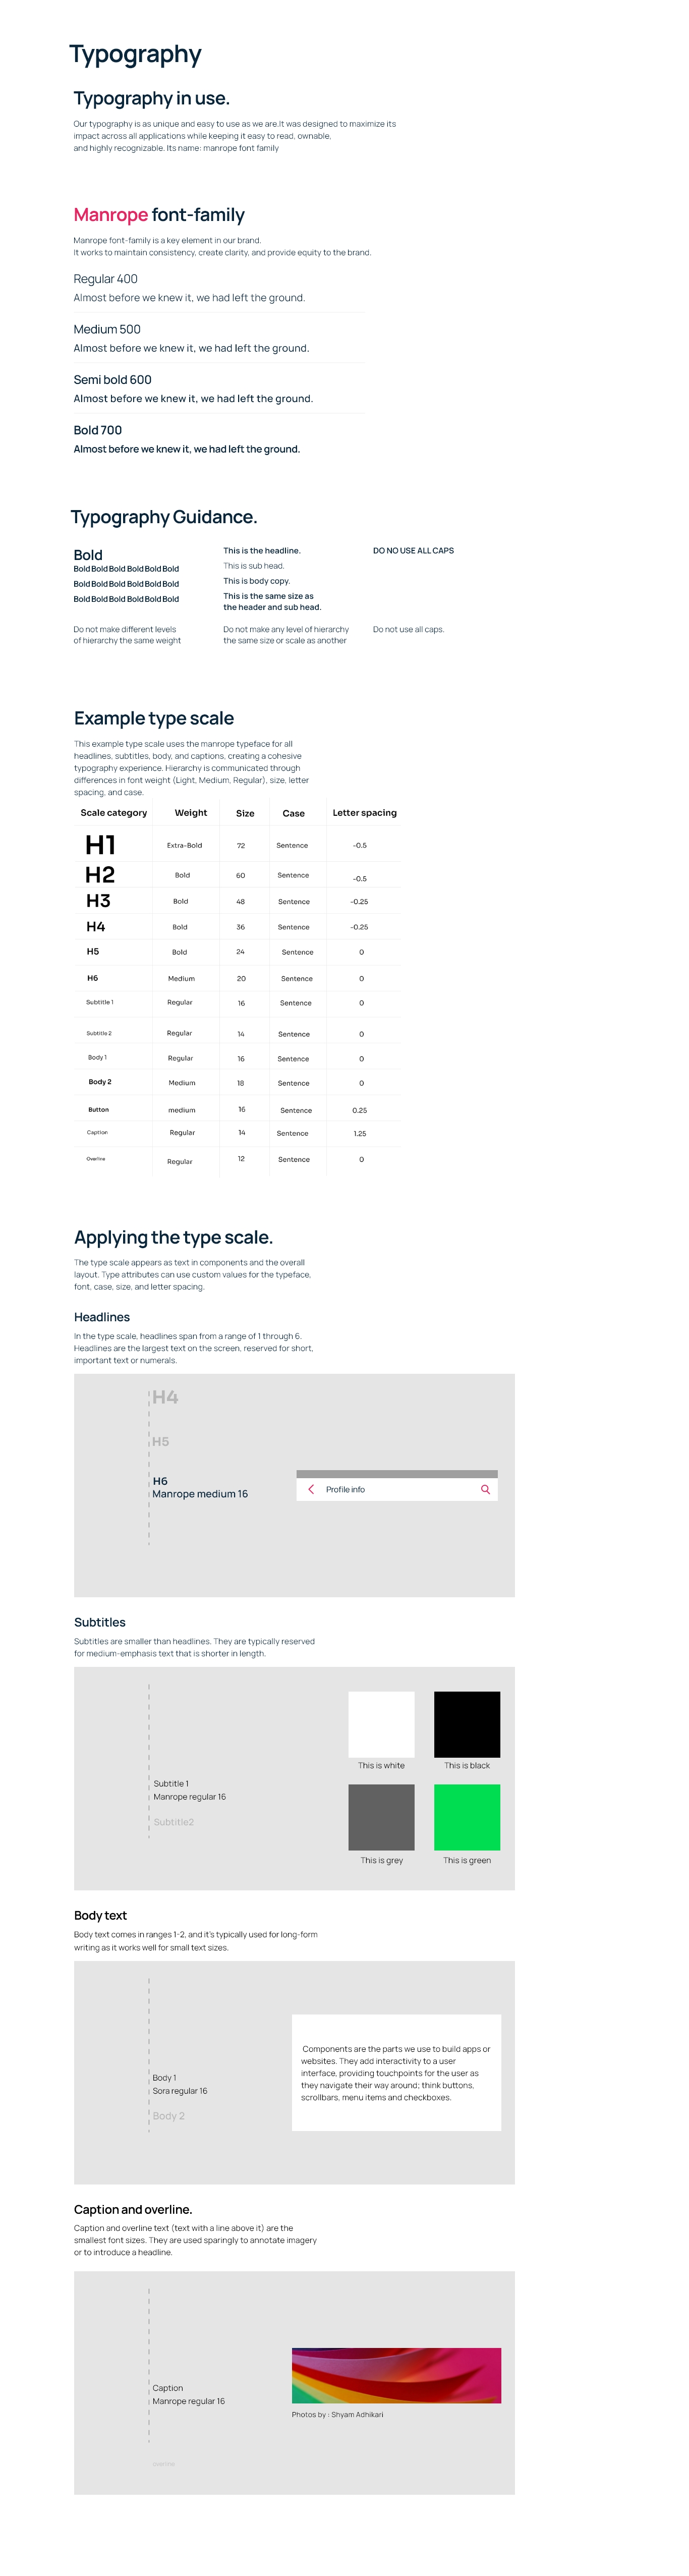 Typography
Typography in use.
Our typography is as unique and easy to use as we are.It was designed to maximize its
impact across all applications while keeping it easy to read, ownable,
and highly recognizable. Its name: manrope font family
Manrope font-family
Manrope font-family is a key element in our brand.
It works to maintain consistency, create clarity, and provide equity to the brand.
Regular 400
Almost before we knew it, we had left the ground.
Medium 500
Almost before we knew it, we had left the ground.
Semi bold 600
Almost before we knew it, we had left the ground.
Bold 700
Almost before we knew it, we had left the ground.
Typography Guidance.
Bold
Bold Bold Bold Bold Bold Bold
Bold Bold Bold Bold Bold Bold
Bold Bold Bold Bold Bold Bold
Do not make different levels
of hierarchy the same weight
This is the headline.
This is sub head.
This is body copy.
This is the same size as
the header and sub head.
Do not make any level of hierarchy
the same size or scale as another
DO NO USE ALL CAPS
Do not use all caps.
Example type scale
This example type scale uses the manrope typeface for all
headlines, subtitles, body, and captions, creating a cohesive
typography experience. Hierarchy is communicated through
differences in font weight (Light, Medium, Regular), size, letter
spacing, and case.
Scale category Weight Size Case Letter spacing
H1 Extra-Bold 72 Sentence -0.5
H2 Bold 60 Sentence -0.5
H3 Bold 48 Sentence -0.25
H4 Bold 36 Sentence -0.25
H5 Bold 24 Sentence 0
H6 Medium 20 Sentence 0
Subtitle 1 Regular 16 Sentence 0
Subtitle 2 Regular 14 Sentence 0
Body 1 Regular 16 Sentence 0
Body 2 Medium 18 Sentence 0
Button medium 16 Sentence 0.25
Caption Regular 14 Sentence 1.25
Overline Regular 12 Sentence 0
Applying the type scale.
The type scale appears as text in components and the overall
layout. Type attributes can use custom values for the typeface,
font, case, size, and letter spacing.
Headlines
In the type scale, headlines span from a range of 1 through 6.
Headlines are the largest text on the screen, reserved for short,
important text or numerals.
H4
H5
H6
Manrope medium 16
Profile info
Subtitles
Subtitles are smaller than headlines. They are typically reserved
for medium-emphasis text that is shorter in length.
Subtitle 1
Manrope regular 16
Subtitle2
This is white
This is black
This is grey
This is green
Body text
Body text comes in ranges 1-2, and it's typically used for long-form
writing as it works well for small text sizes.
Body 1
Sora regular 16
Body 2
Components are the parts we use to build apps or
websites. They add interactivity to a user
interface, providing touchpoints for the user as
they navigate their way around; think buttons,
scrollbars, menu items and checkboxes.
Caption and overline.
Caption and overline text (text with a line above it) are the
smallest font sizes. They are used sparingly to annotate imagery
or to introduce a headline.
Caption
Manrope regular 16
overline
Photos by : Shyam Adhikari